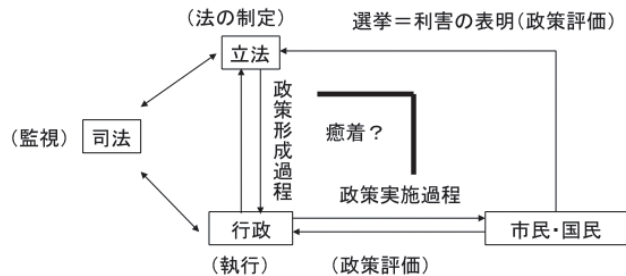 (法の制定)
選挙＝利害の表明(政策評価)
立法
政策形成過程
癒着？
(監視)
司法
政策実施過程
行政
市民・国民
(執行)
(政策評価)